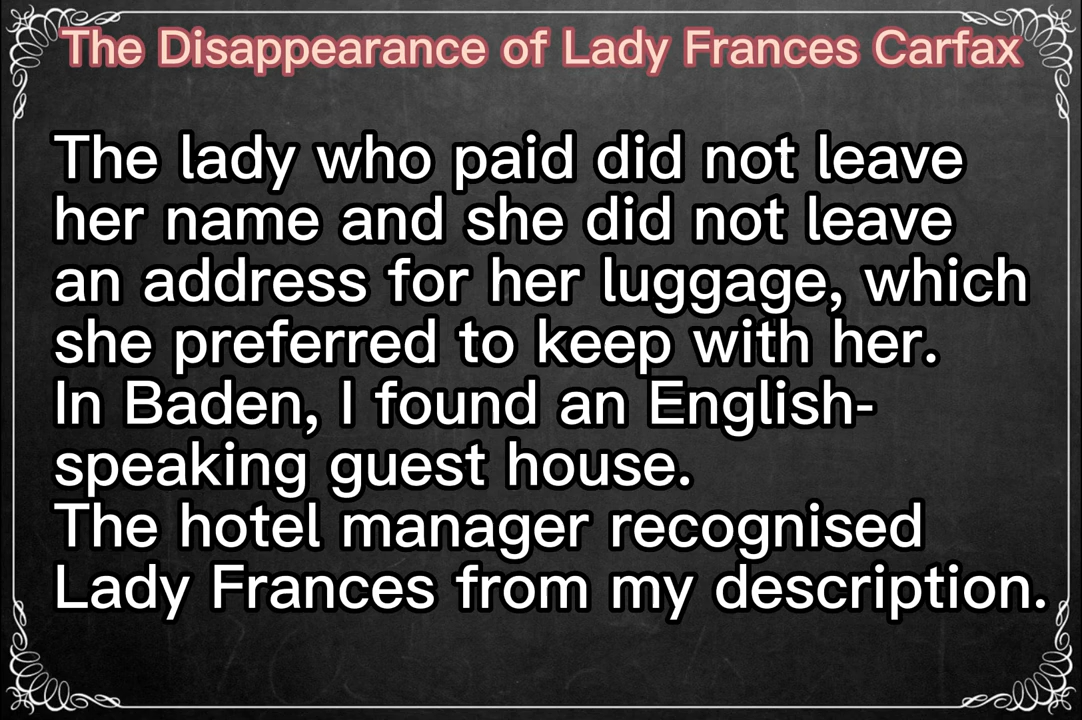 The Disappearance of Lady Frances Carfax
The lady who paid did not leave
her name and she did not leave
an address for her luggage, which
she preferred to keep with her.
In Baden, I found an English-
speaking guest house.
The hotel manager recognised
Lady Frances from my description.